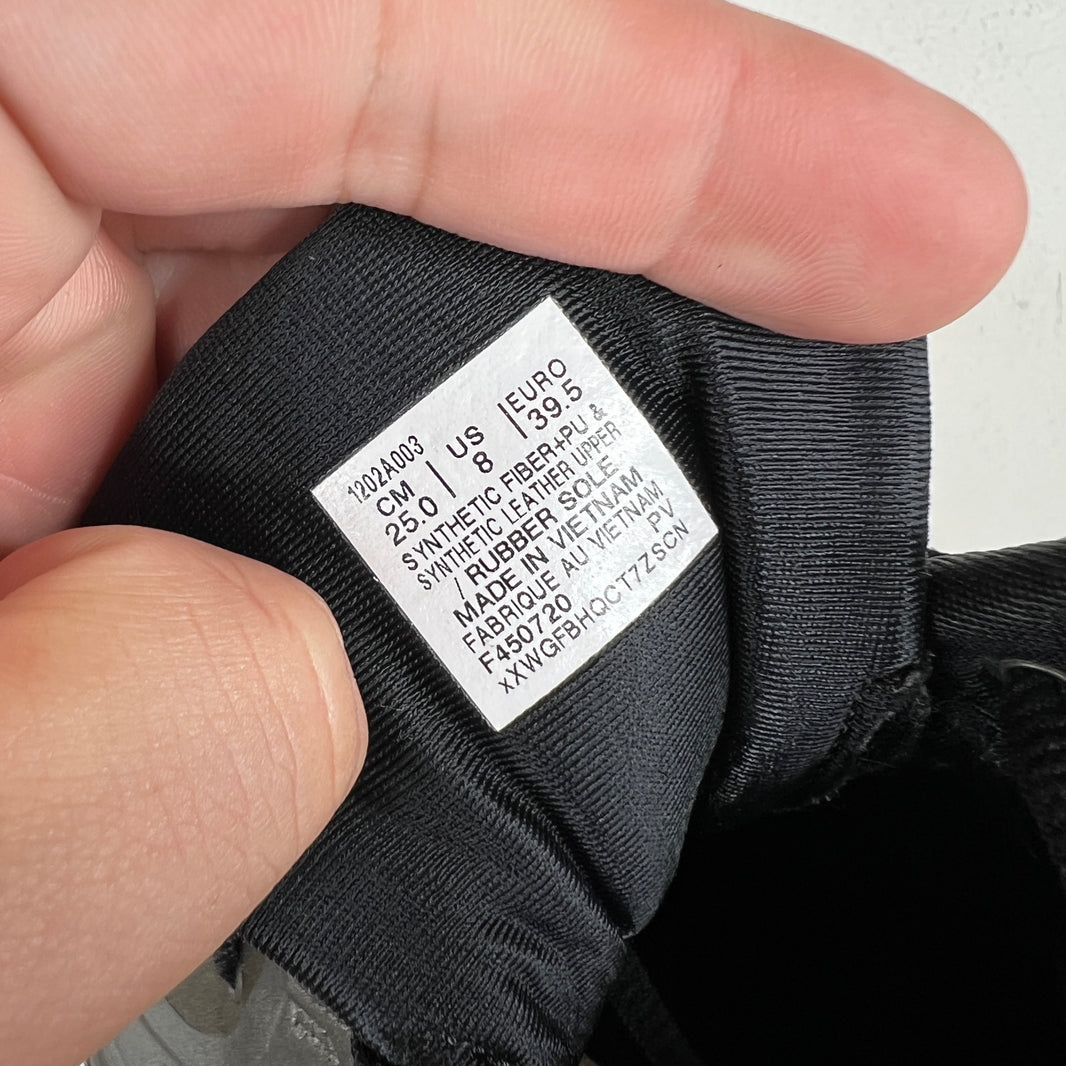 1202A003
CM | US | EURO
25.0 | 8 | 39.5
SYNTHETIC FIBER+PU &
SYNTHETIC LEATHER UPPER
/ RUBBER SOLE
MADE IN VIETNAM
FABRIQUE AU VIETNAM
F450720 PV
xXWGFBHQCT7ZSCN